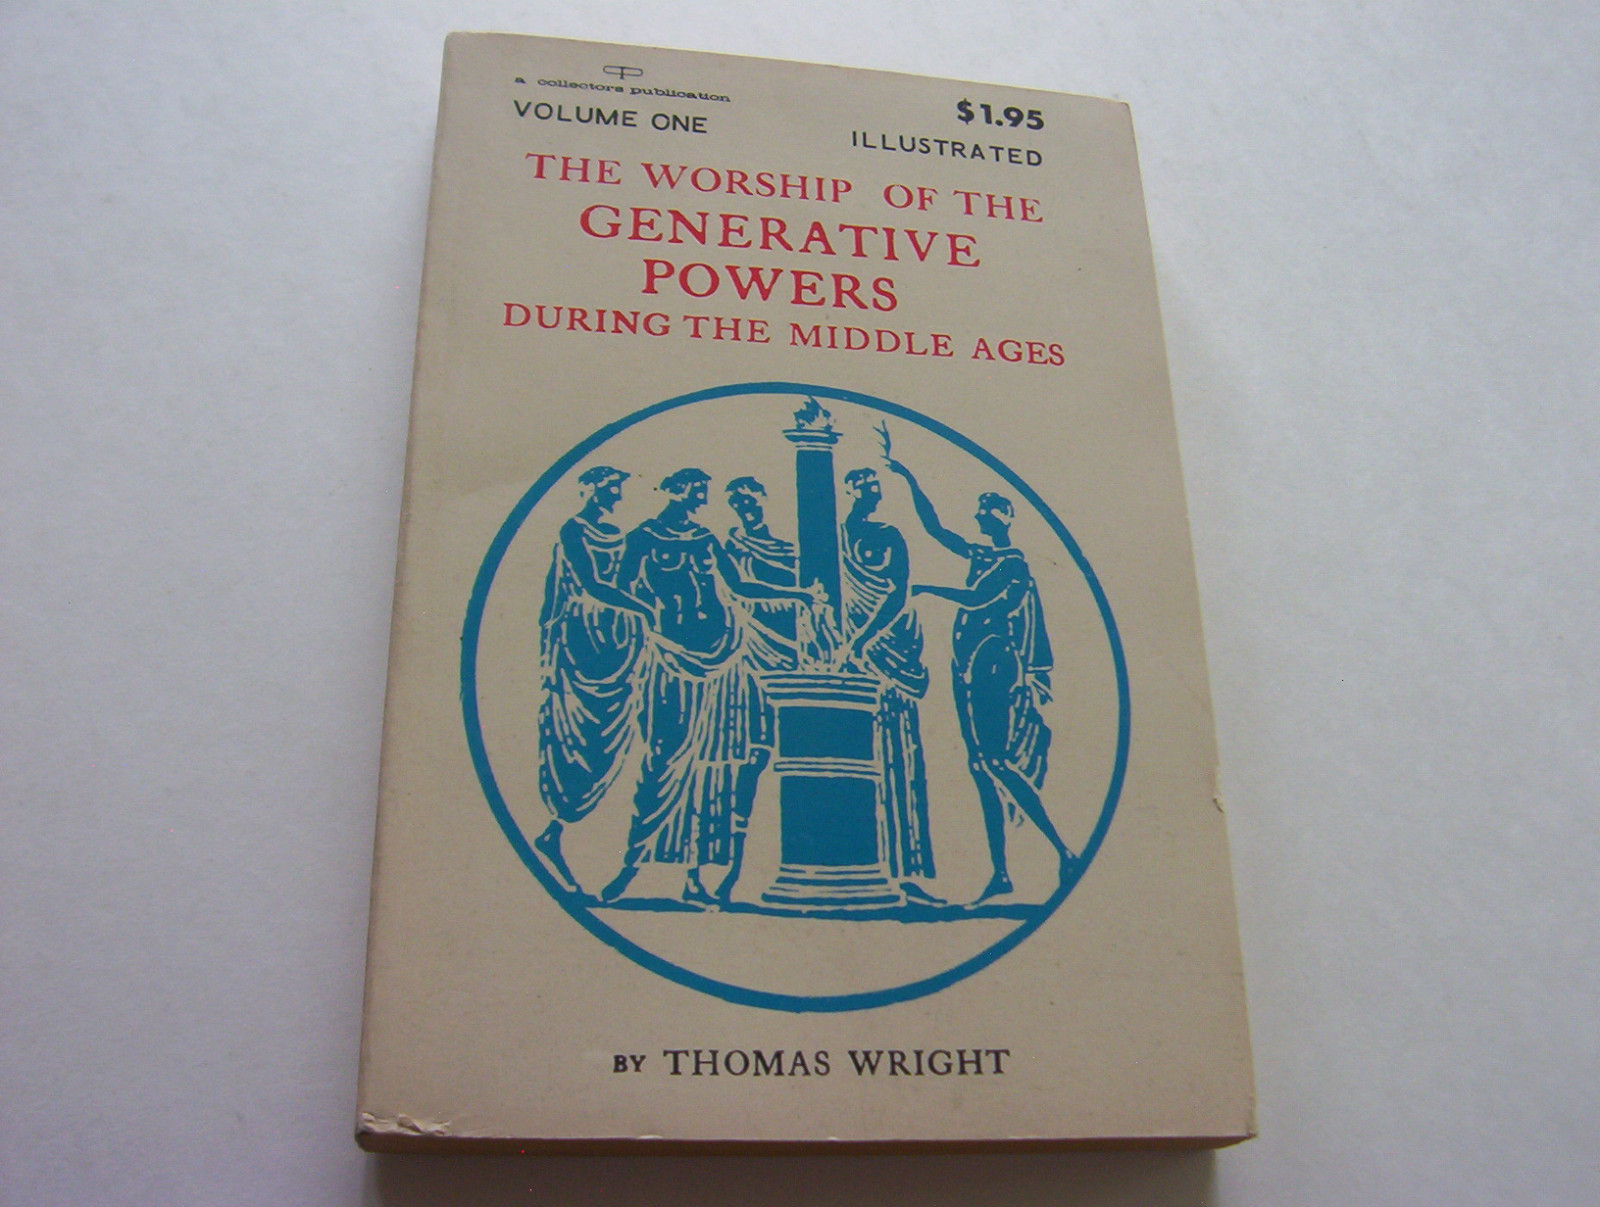 a collectors publication
VOLUME ONE
$1.95
ILLUSTRATED
THE WORSHIP OF THE
GENERATIVE
POWERS
DURING THE MIDDLE AGES
BY THOMAS WRIGHT